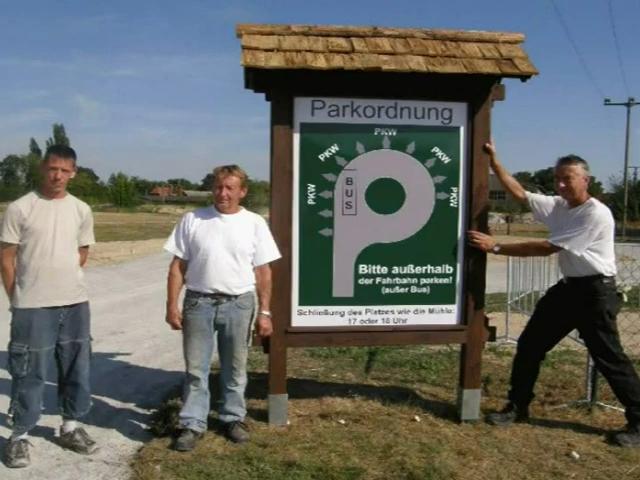 Parkordnung
PKW
PKW
PKW
PKW
PKW
BUS
Bitte außerhalb
der Fahrbahn parken!
(außer Bus)
Schließung des Platzes wie die Mühle:
17 oder 18 Uhr